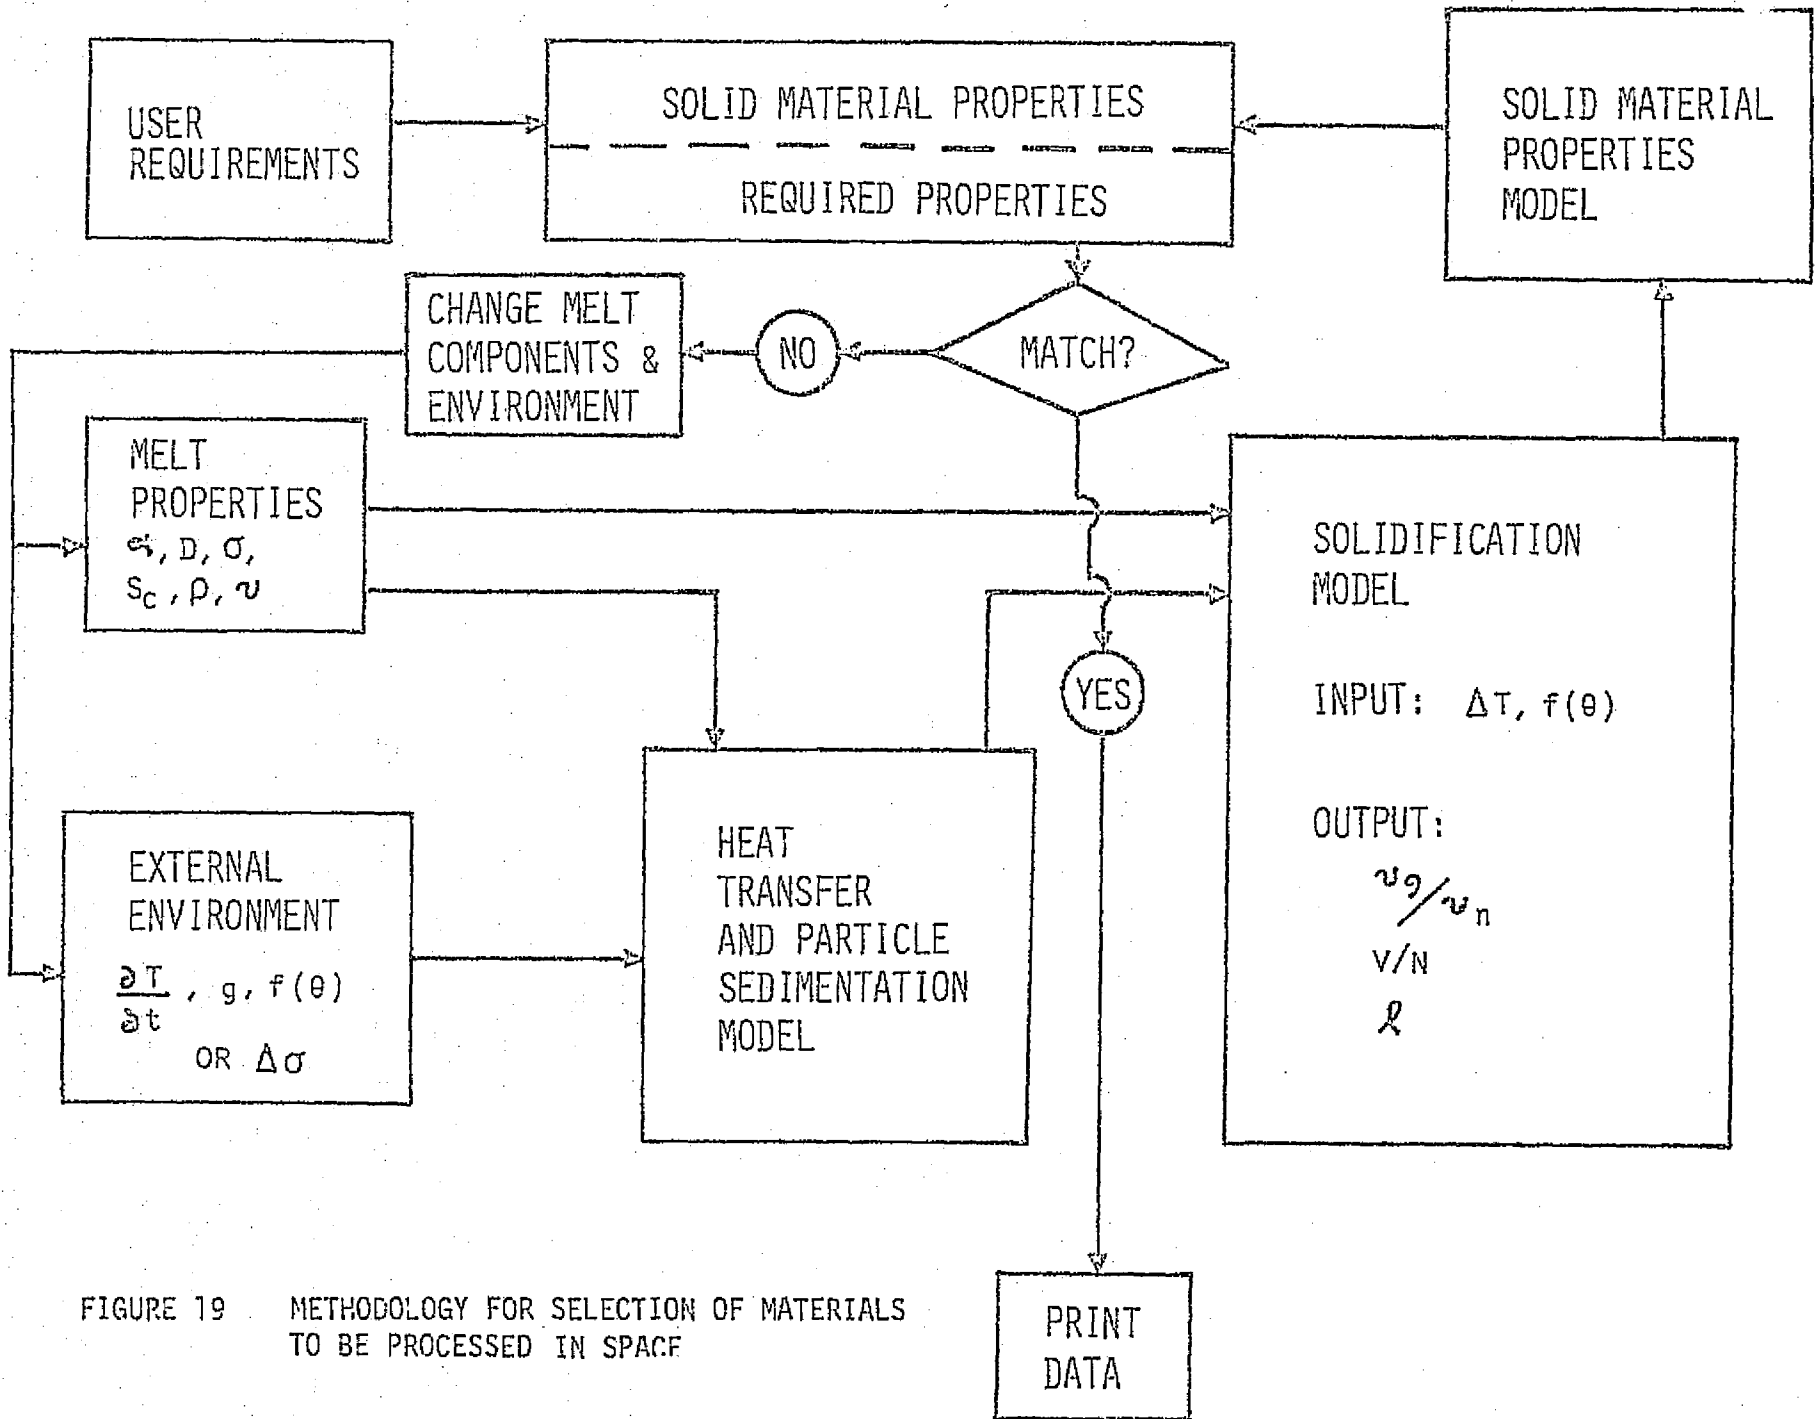 USER
REQUIREMENTS
SOLID MATERIAL PROPERTIES
REQUIRED PROPERTIES
SOLID MATERIAL
PROPERTIES
MODEL
CHANGE MELT
COMPONENTS &
ENVIRONMENT
NO
MATCH?
MELT
PROPERTIES
D, σ,
S_c, ρ, v
SOLIDIFICATION
MODEL
INPUT: ΔT, f(θ)
OUTPUT:
v_g/v_n
V/N
ℓ
YES
EXTERNAL
ENVIRONMENT
∂T/∂t, g, f(θ)
OR Δσ
HEAT
TRANSFER
AND PARTICLE
SEDIMENTATION
MODEL
PRINT
DATA
FIGURE 19 METHODOLOGY FOR SELECTION OF MATERIALS
TO BE PROCESSED IN SPACE